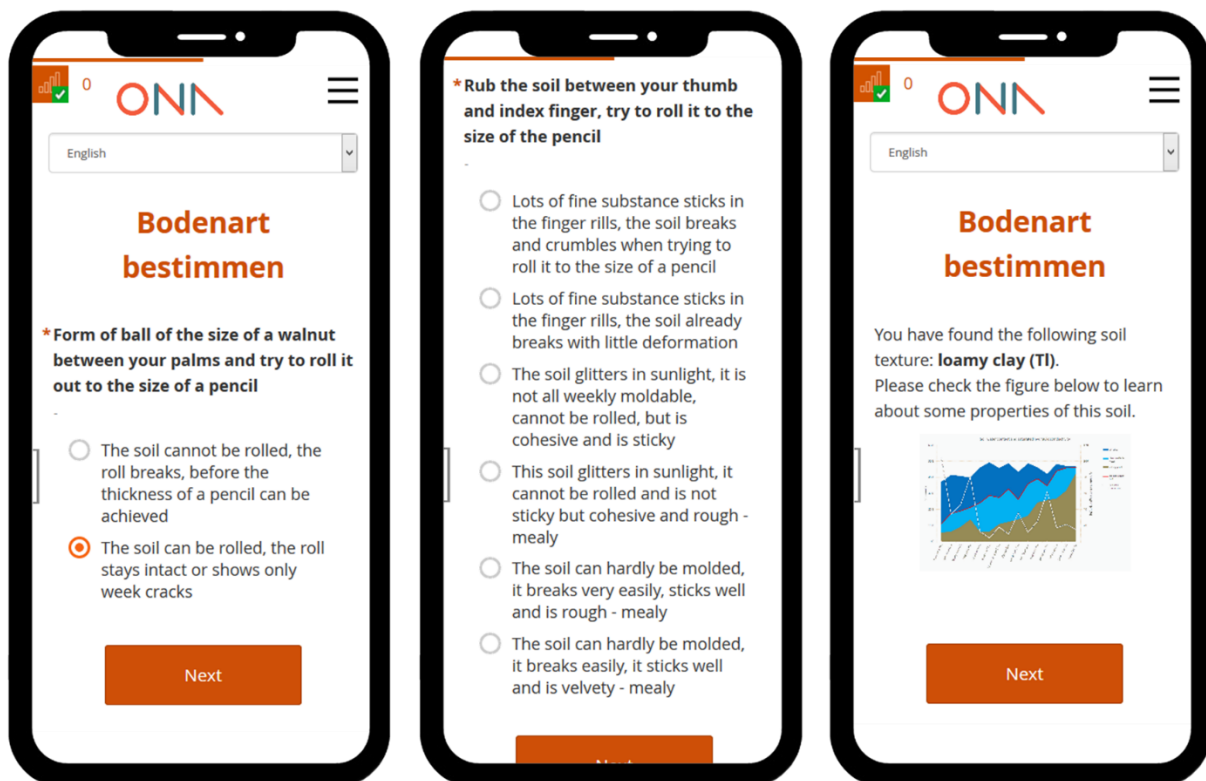 0
ONA
English
Bodenart
bestimmen
*Form of ball of the size of a walnut
between your palms and try to roll it
out to the size of a pencil
-
The soil cannot be rolled, the
roll breaks, before the
thickness of a pencil can be
achieved
The soil can be rolled, the roll
stays intact or shows only
week cracks
Next
*Rub the soil between your thumb
and index finger, try to roll it to the
size of the pencil
-
Lots of fine substance sticks in
the finger rills, the soil breaks
and crumbles when trying to
roll it to the size of a pencil
Lots of fine substance sticks in
the finger rills, the soil already
breaks with little deformation
The soil glitters in sunlight, it is
not all weekly moldable,
cannot be rolled, but is
cohesive and is sticky
This soil glitters in sunlight, it
cannot be rolled and is not
sticky but cohesive and rough -
mealy
The soil can hardly be molded,
it breaks very easily, sticks well
and is rough - mealy
The soil can hardly be molded,
it breaks easily, it sticks well
and is velvety - mealy
Next
0
ONA
English
Bodenart
bestimmen
You have found the following soil
texture: loamy clay (Tl).
Please check the figure below to learn
about some properties of this soil.
Next